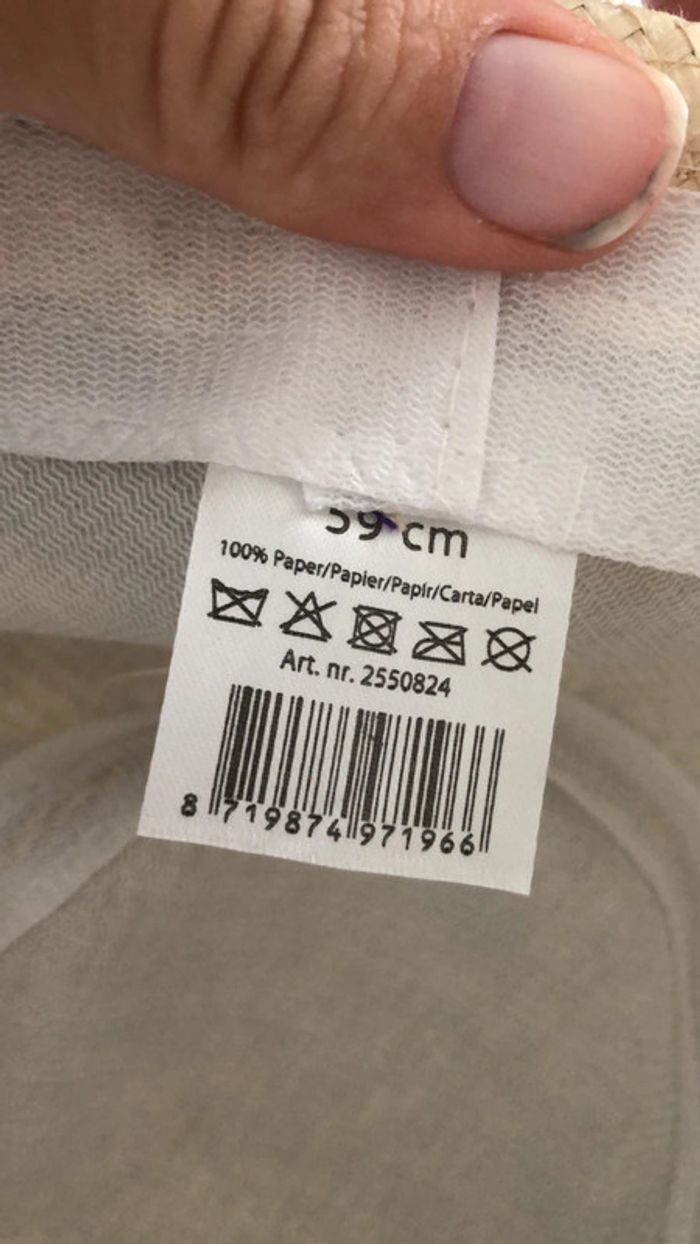 59 cm
100% Paper/Papier/Papír/Carta/Papel
Art. nr. 2550824
8 719874 971966